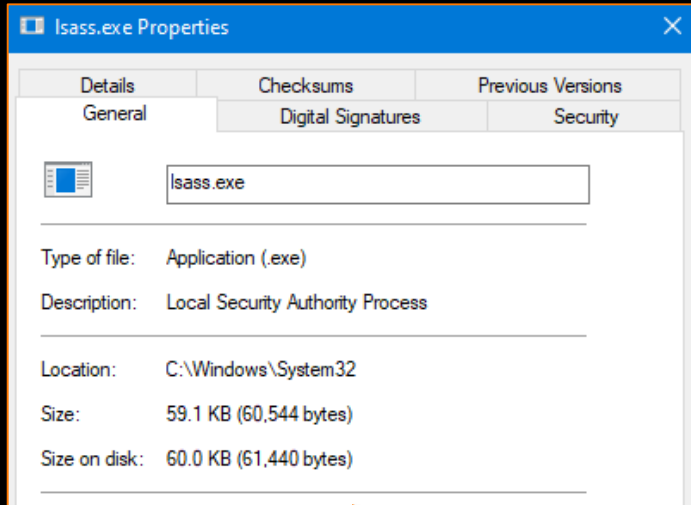 lsass.exe Properties
Details Checksums Previous Versions
General Digital Signatures Security
lsass.exe
Type of file: Application (.exe)
Description: Local Security Authority Process
Location: C:\Windows\System32
Size: 59.1 KB (60,544 bytes)
Size on disk: 60.0 KB (61,440 bytes)